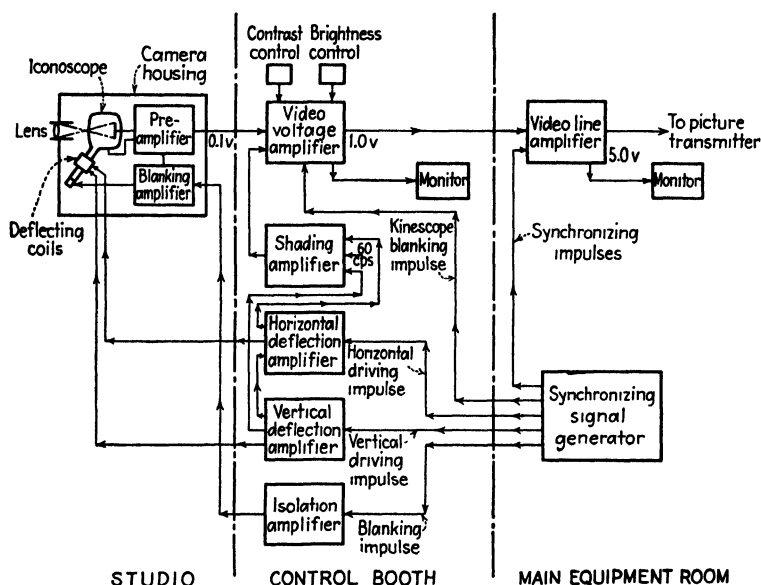 Contrast
control
Brightness
control
Camera
housing
Iconoscope
Lens
Pre-
amplifier
0.1v
Video
voltage
amplifier
1.0v
Video line
amplifier
5.0 v
To picture
transmitter
Blanking
amplifier
Monitor
Monitor
Deflecting
coils
Shading
amplifier
60
cps
Kinescope
blanking
impulse
Synchronizing
impulses
Horizontal
deflection
amplifier
Horizontal
driving
impulse
Synchronizing
signal
generator
Vertical
deflection
amplifier
Vertical
driving
impulse
Isolation
amplifier
Blanking
impulse
STUDIO
CONTROL BOOTH
MAIN EQUIPMENT ROOM